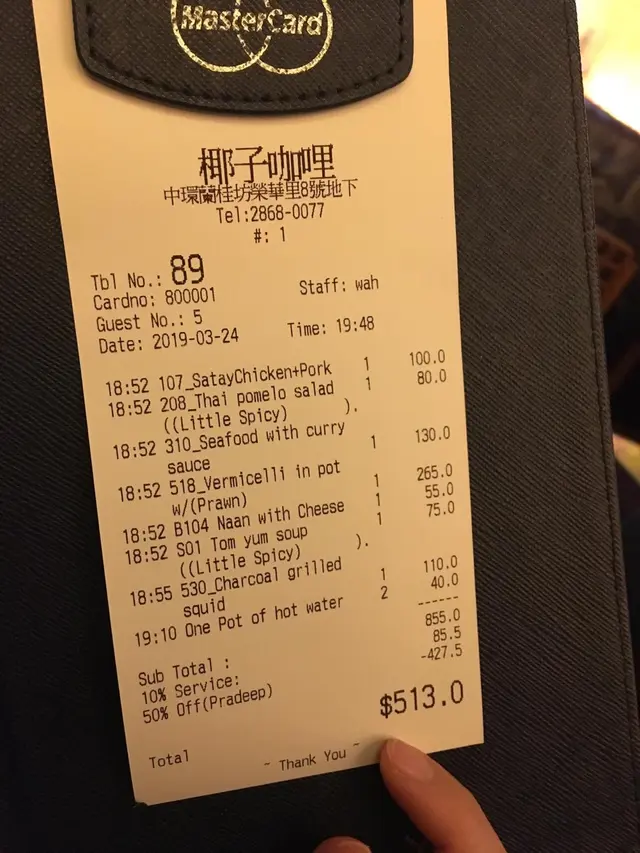 MasterCard
椰子咖哩
中環蘭桂坊榮華里8號地下
Tel:2868-0077
#: 1
Tbl No.: 89
Cardno: 800001 Staff: wah
Guest No.: 5
Date: 2019-03-24 Time: 19:48
18:52 107_SatayChicken+Pork 1 100.0
18:52 208_Thai pomelo salad 1 80.0
((Little Spicy) ).
18:52 310_Seafood with curry 1 130.0
sauce
18:52 518_Vermicelli in pot 1 265.0
w/(Prawn)
18:52 B104 Naan with Cheese 1 55.0
18:52 S01 Tom yum soup 1 75.0
((Little Spicy) ).
18:55 530_Charcoal grilled 1 110.0
squid
19:10 One Pot of hot water 2 40.0
------
Sub Total : 855.0
10% Service: 85.5
50% Off(Pradeep) -427.5
Total $513.0
~ Thank You ~